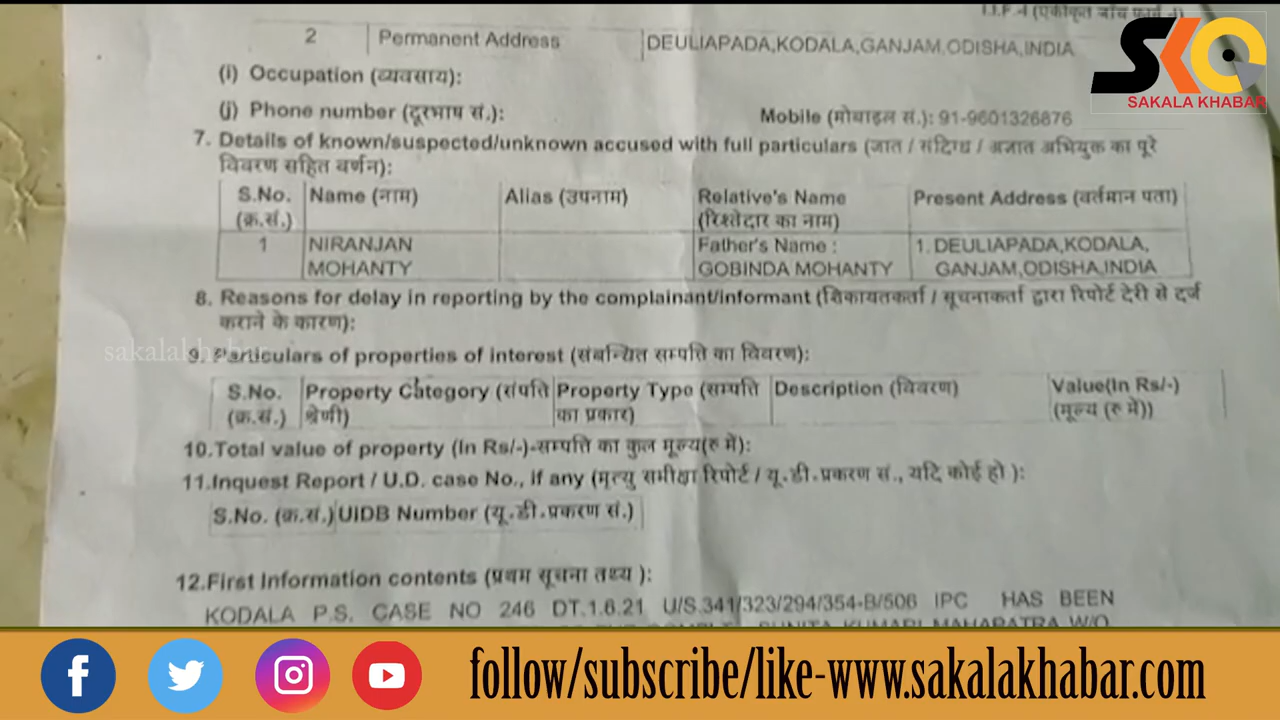 I.I.F.-I (एकीकृत जाँच फार्म -I)
SAKALA KHABAR
2 Permanent Address DEULIAPADA,KODALA,GANJAM,ODISHA,INDIA
(i) Occupation (व्यवसाय):
(j) Phone number (दूरभाष सं.): Mobile (मोबाइल सं.): 91-9601326876
7. Details of known/suspected/unknown accused with full particulars (जात / संदिग्ध / अज्ञात अभियुक्त का पूरे
विवरण सहित वर्णन):
S.No. Name (नाम) Alias (उपनाम) Relative's Name Present Address (वर्तमान पता)
(क्र.सं.) (रिश्तेदार का नाम)
1 NIRANJAN Father's Name : 1. DEULIAPADA,KODALA,
MOHANTY GOBINDA MOHANTY GANJAM,ODISHA,INDIA
8. Reasons for delay in reporting by the complainant/informant (शिकायतकर्ता / सूचनाकर्ता द्वारा रिपोर्ट देरी से दर्ज
कराने के कारण):
sakalakhabar
9. Particulars of properties of interest (संबन्धित सम्पति का विवरण):
S.No. Property Category (संपति Property Type (सम्पति Description (विवरण) Value(In Rs/-)
(क्र.सं.) श्रेणी) का प्रकार) (मूल्य (रु में))
10.Total value of property (In Rs/-)-सम्पत्ति का कुल मूल्य(रु में):
11.Inquest Report / U.D. case No., if any (मृत्यु समीक्षा रिपोर्ट / यू.डी.प्रकरण सं., यदि कोई हो ):
S.No. (क्र.सं.) UIDB Number (यू.डी.प्रकरण सं.)
12.First Information contents (प्रथम सूचना तथ्य ):
KODALA P.S. CASE NO 246 DT.1.6.21 U/S.341/323/294/354-B/506 IPC HAS BEEN
SUNITA KUMARI MAHAPATRA W/O
follow/subscribe/like-www.sakalakhabar.com